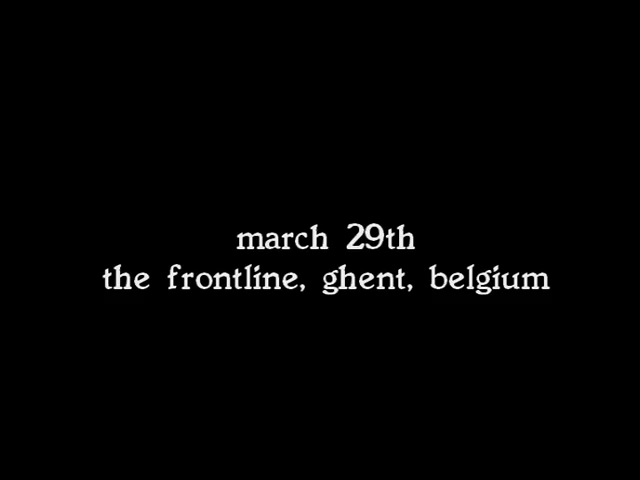 march 29th
the frontline, ghent, belgium